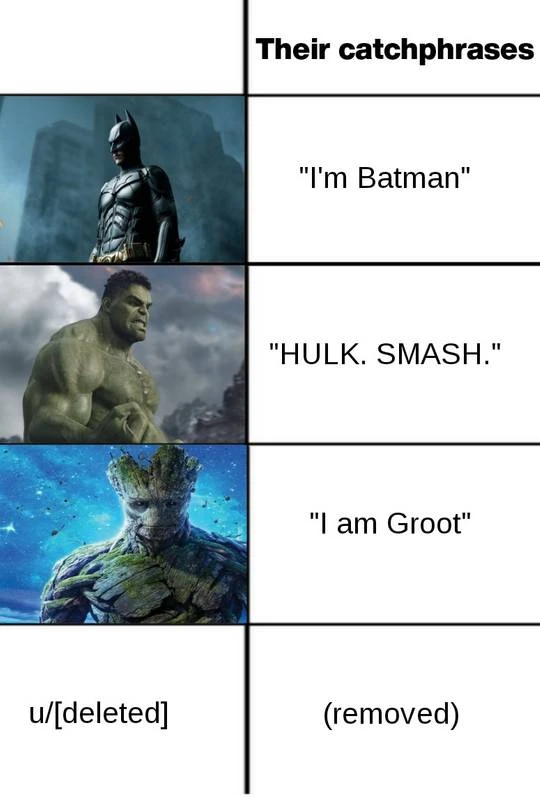 Their catchphrases
"I'm Batman"
"HULK. SMASH."
"I am Groot"
u/[deleted]
(removed)